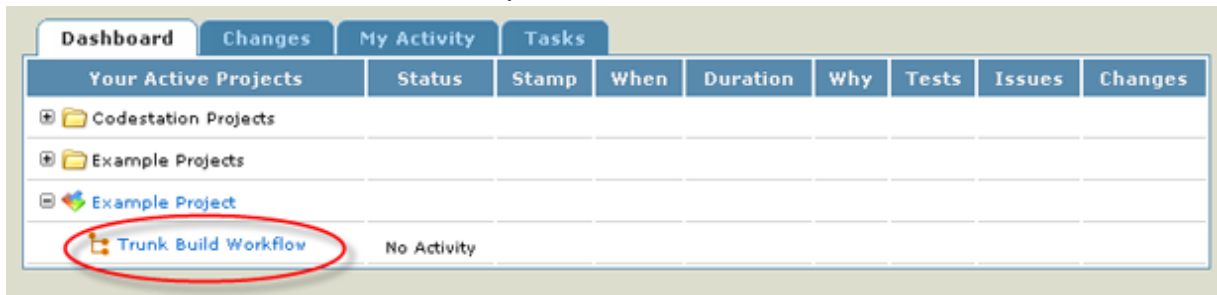 Dashboard Changes My Activity Tasks
Your Active Projects Status Stamp When Duration Why Tests Issues Changes
Codestation Projects
Example Projects
Example Project
Trunk Build Workflow No Activity